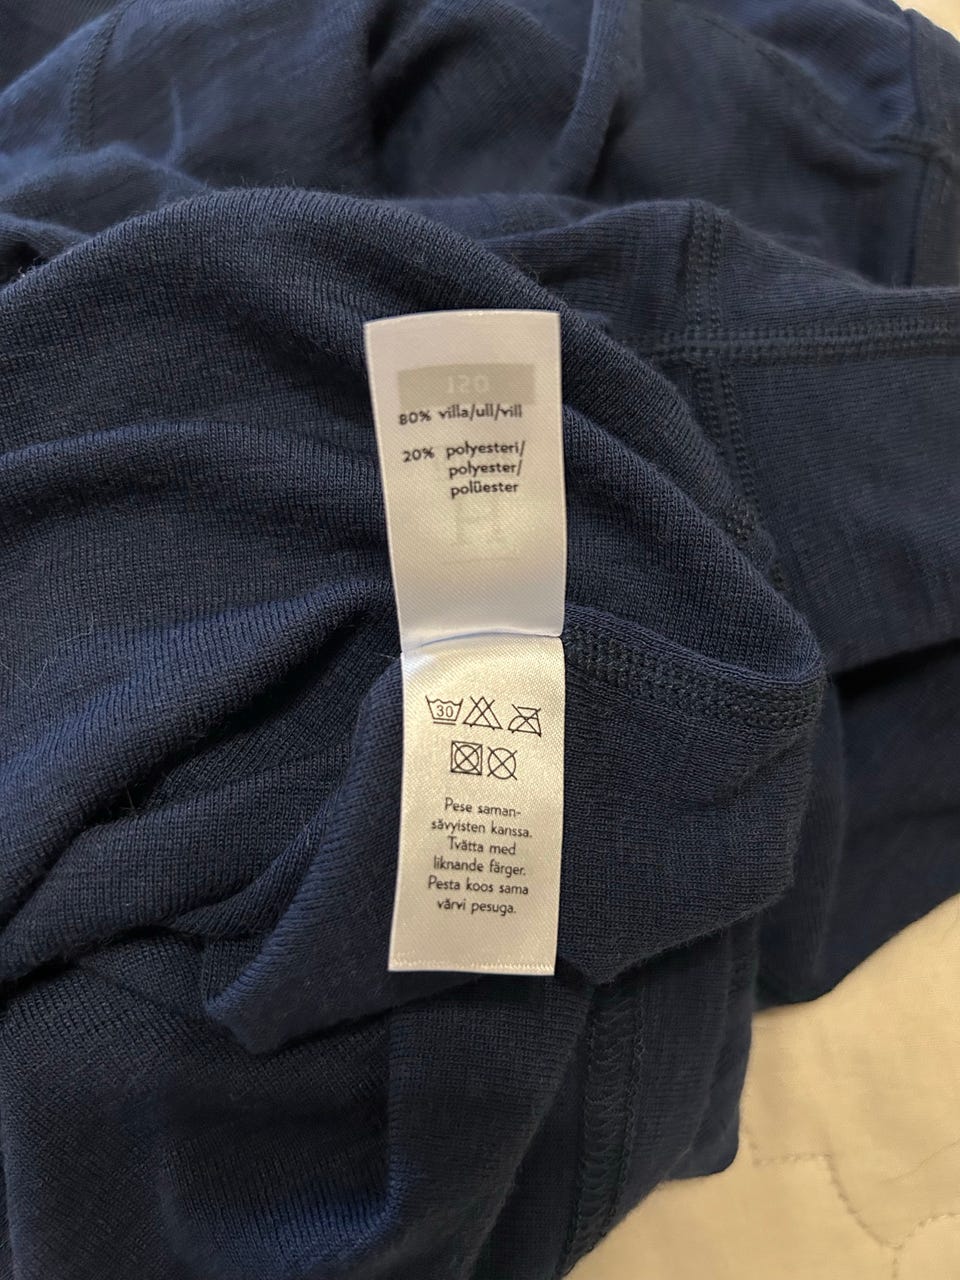 120
80% villa/ull/vill
20% polyesteri/
polyester/
polüester
30
Pese saman-
sävyisten kanssa.
Tvätta med
liknande färger.
Pesta koos sama
värvi pesuga.